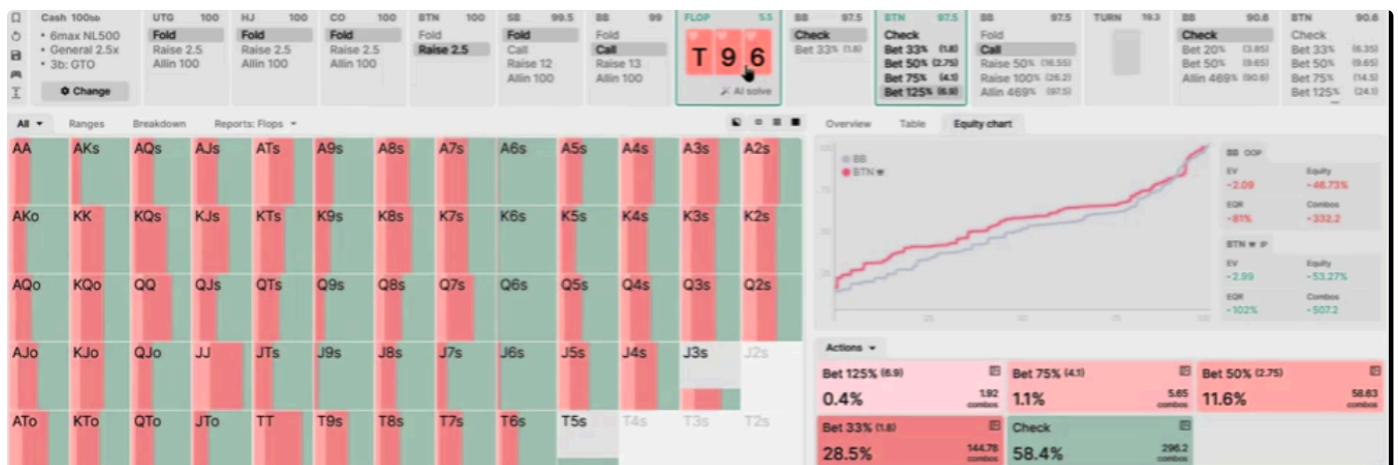 Cash 100bb
• 6max NL500
• General 2.5x
• 3b: GTO
Change
UTG 100
Fold
Raise 2.5
Allin 100
HJ 100
Fold
Raise 2.5
Allin 100
CO 100
Fold
Raise 2.5
Allin 100
BTN 100
Fold
Raise 2.5
SB 99.5
Fold
Call
Raise 12
Allin 100
BB 99
Fold
Call
Raise 13
Allin 100
FLOP 5.5
T 9 6
AI solve
BB 97.5
Check
Bet 33% (1.8)
BTN 97.5
Check
Bet 33% (1.8)
Bet 50% (2.75)
Bet 75% (4.1)
Bet 125% (6.9)
BB 97.5
Fold
Call
Raise 50% (16.55)
Raise 100% (26.2)
Allin 469% (97.5)
TURN 19.3
BB 90.6
Check
Bet 20% (3.85)
Bet 50% (9.65)
Allin 469% (90.6)
BTN 90.6
Check
Bet 33% (6.35)
Bet 50% (9.65)
Bet 75% (14.5)
Bet 125% (24.1)
All Ranges Breakdown Reports: Flops
AA AKs AQs AJs ATs A9s A8s A7s A6s A5s A4s A3s A2s
AKo KK KQs KJs KTs K9s K8s K7s K6s K5s K4s K3s K2s
AQo KQo QQ QJs QTs Q9s Q8s Q7s Q6s Q5s Q4s Q3s Q2s
AJo KJo QJo JJ JTs J9s J8s J7s J6s J5s J4s J3s J2s
ATo KTo QTo JTo TT T9s T8s T7s T6s T5s T4s T3s T2s
Overview Table Equity chart
BB
BTN
25 50 75 100
BB OOP
EV Equity
-2.09 -46.73%
EQR Combos
-81% -332.2
BTN IP
EV Equity
-2.99 -53.27%
EQR Combos
-102% -507.2
Actions
Bet 125% (6.9)
0.4% 1.92 combos
Bet 75% (4.1)
1.1% 5.65 combos
Bet 50% (2.75)
11.6% 58.63 combos
Bet 33% (1.8)
28.5% 144.78 combos
Check
58.4% 296.2 combos